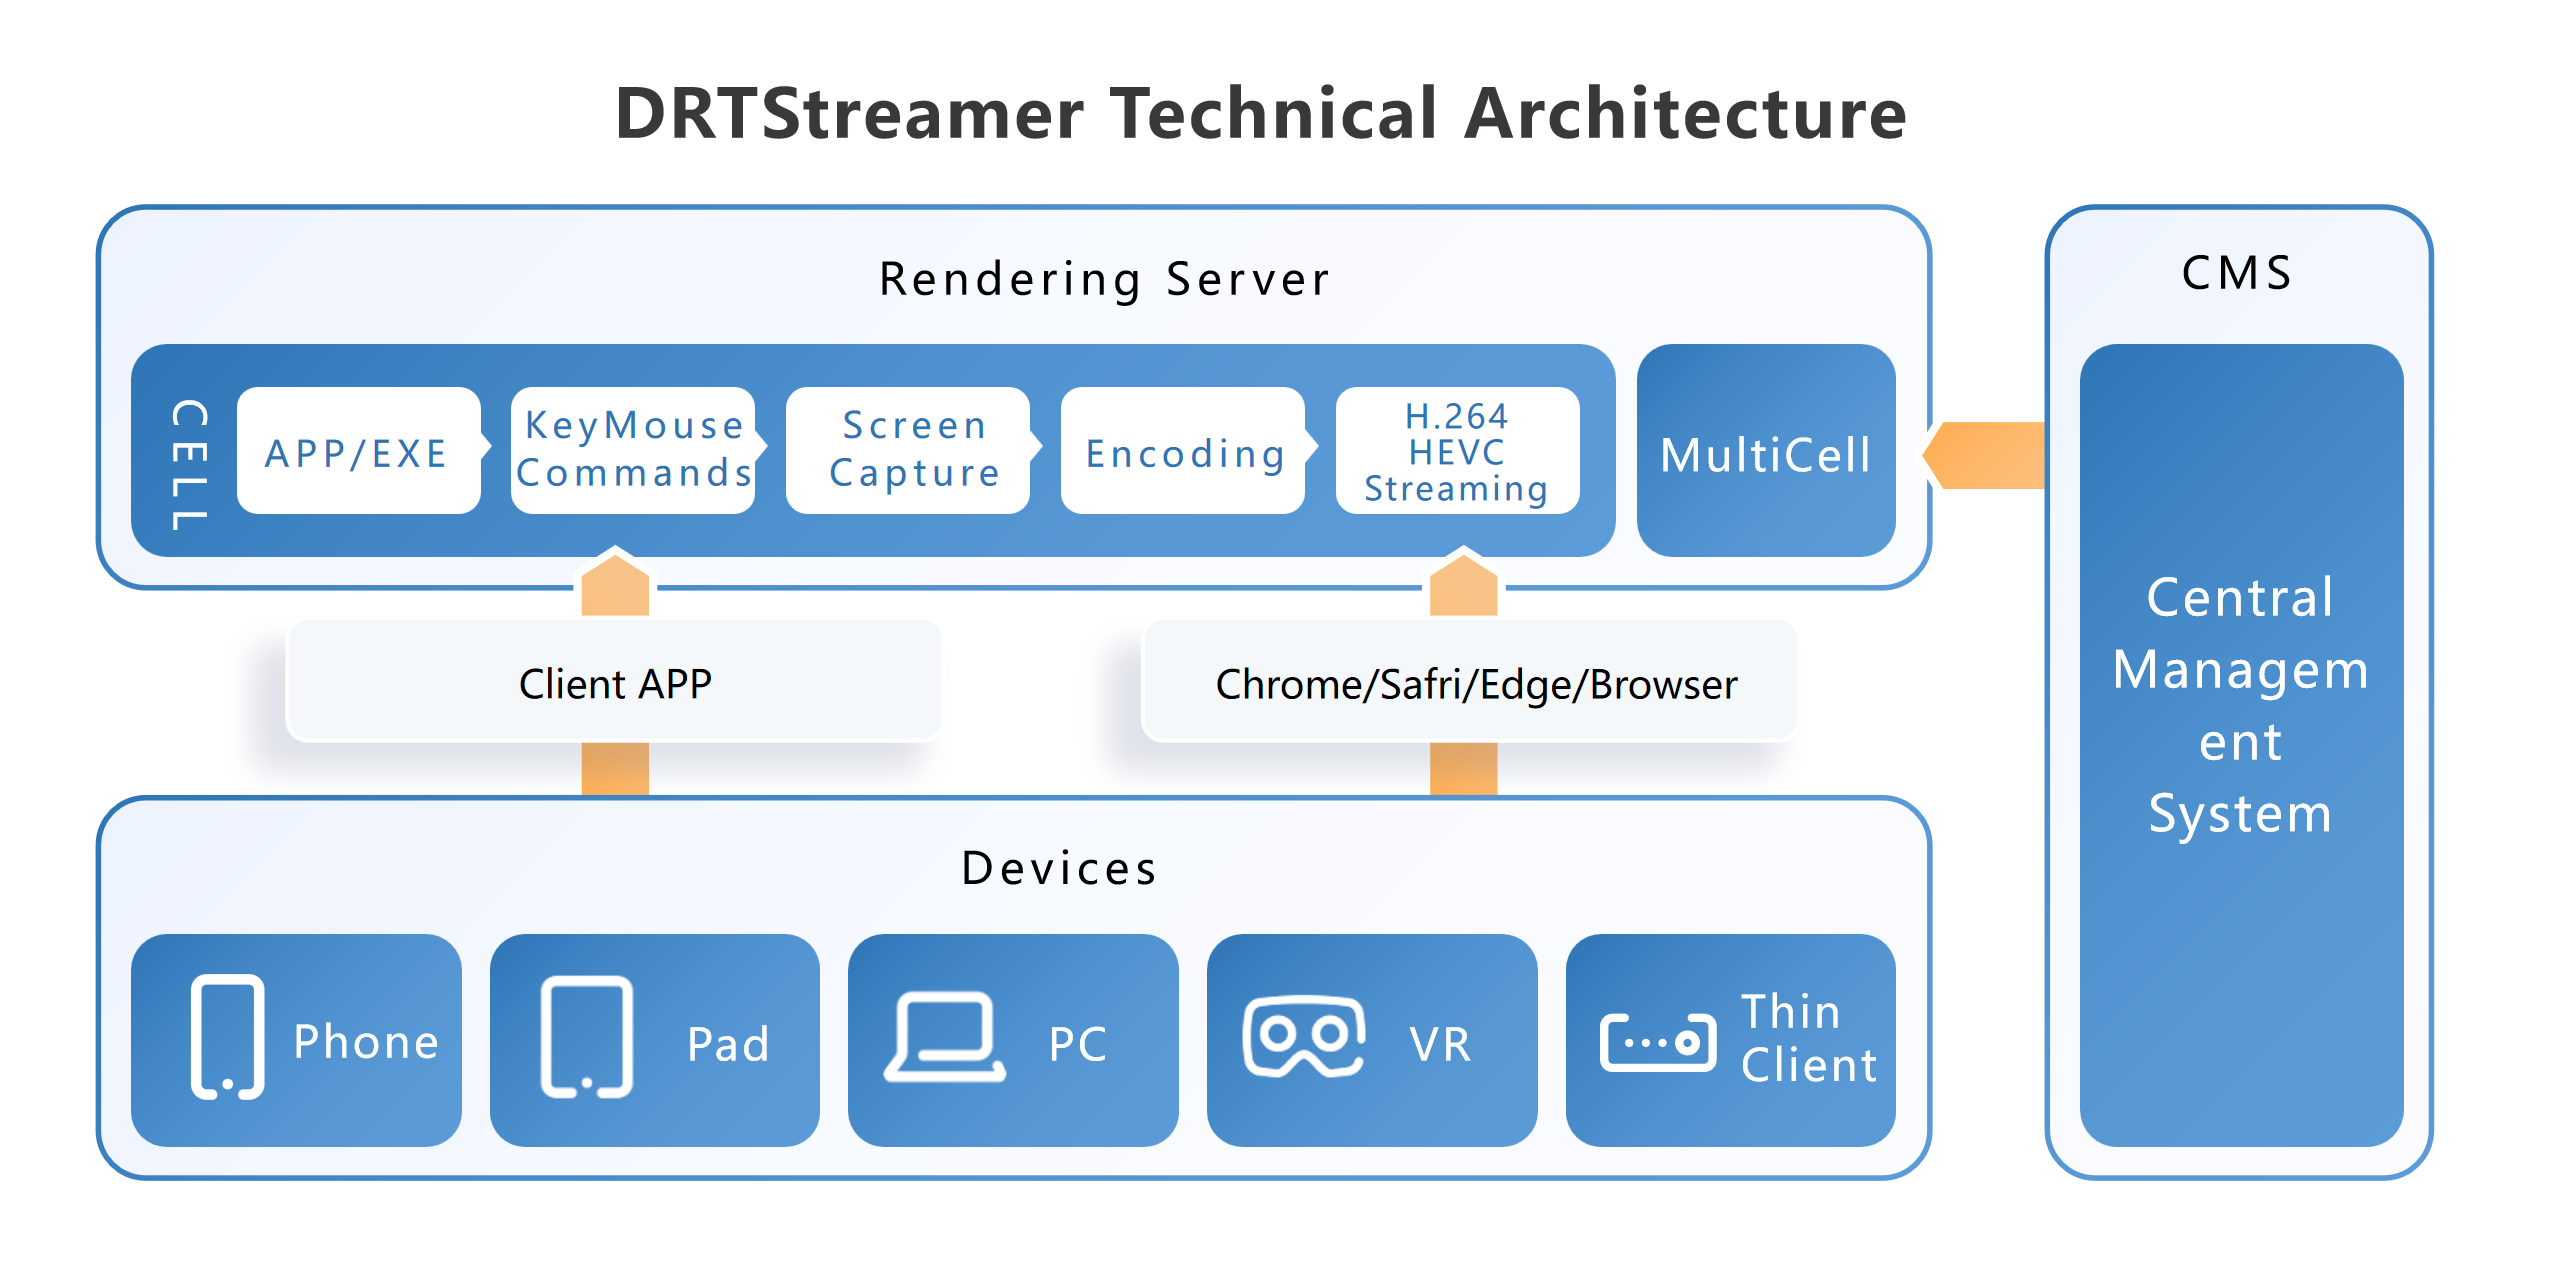 DRTStreamer Technical Architecture
Rendering Server
CELL
APP/EXE
KeyMouse
Commands
Screen
Capture
Encoding
H.264
HEVC
Streaming
MultiCell
Client APP
Chrome/Safri/Edge/Browser
Devices
Phone
Pad
PC
VR
Thin
Client
CMS
Central
Managem
ent
System